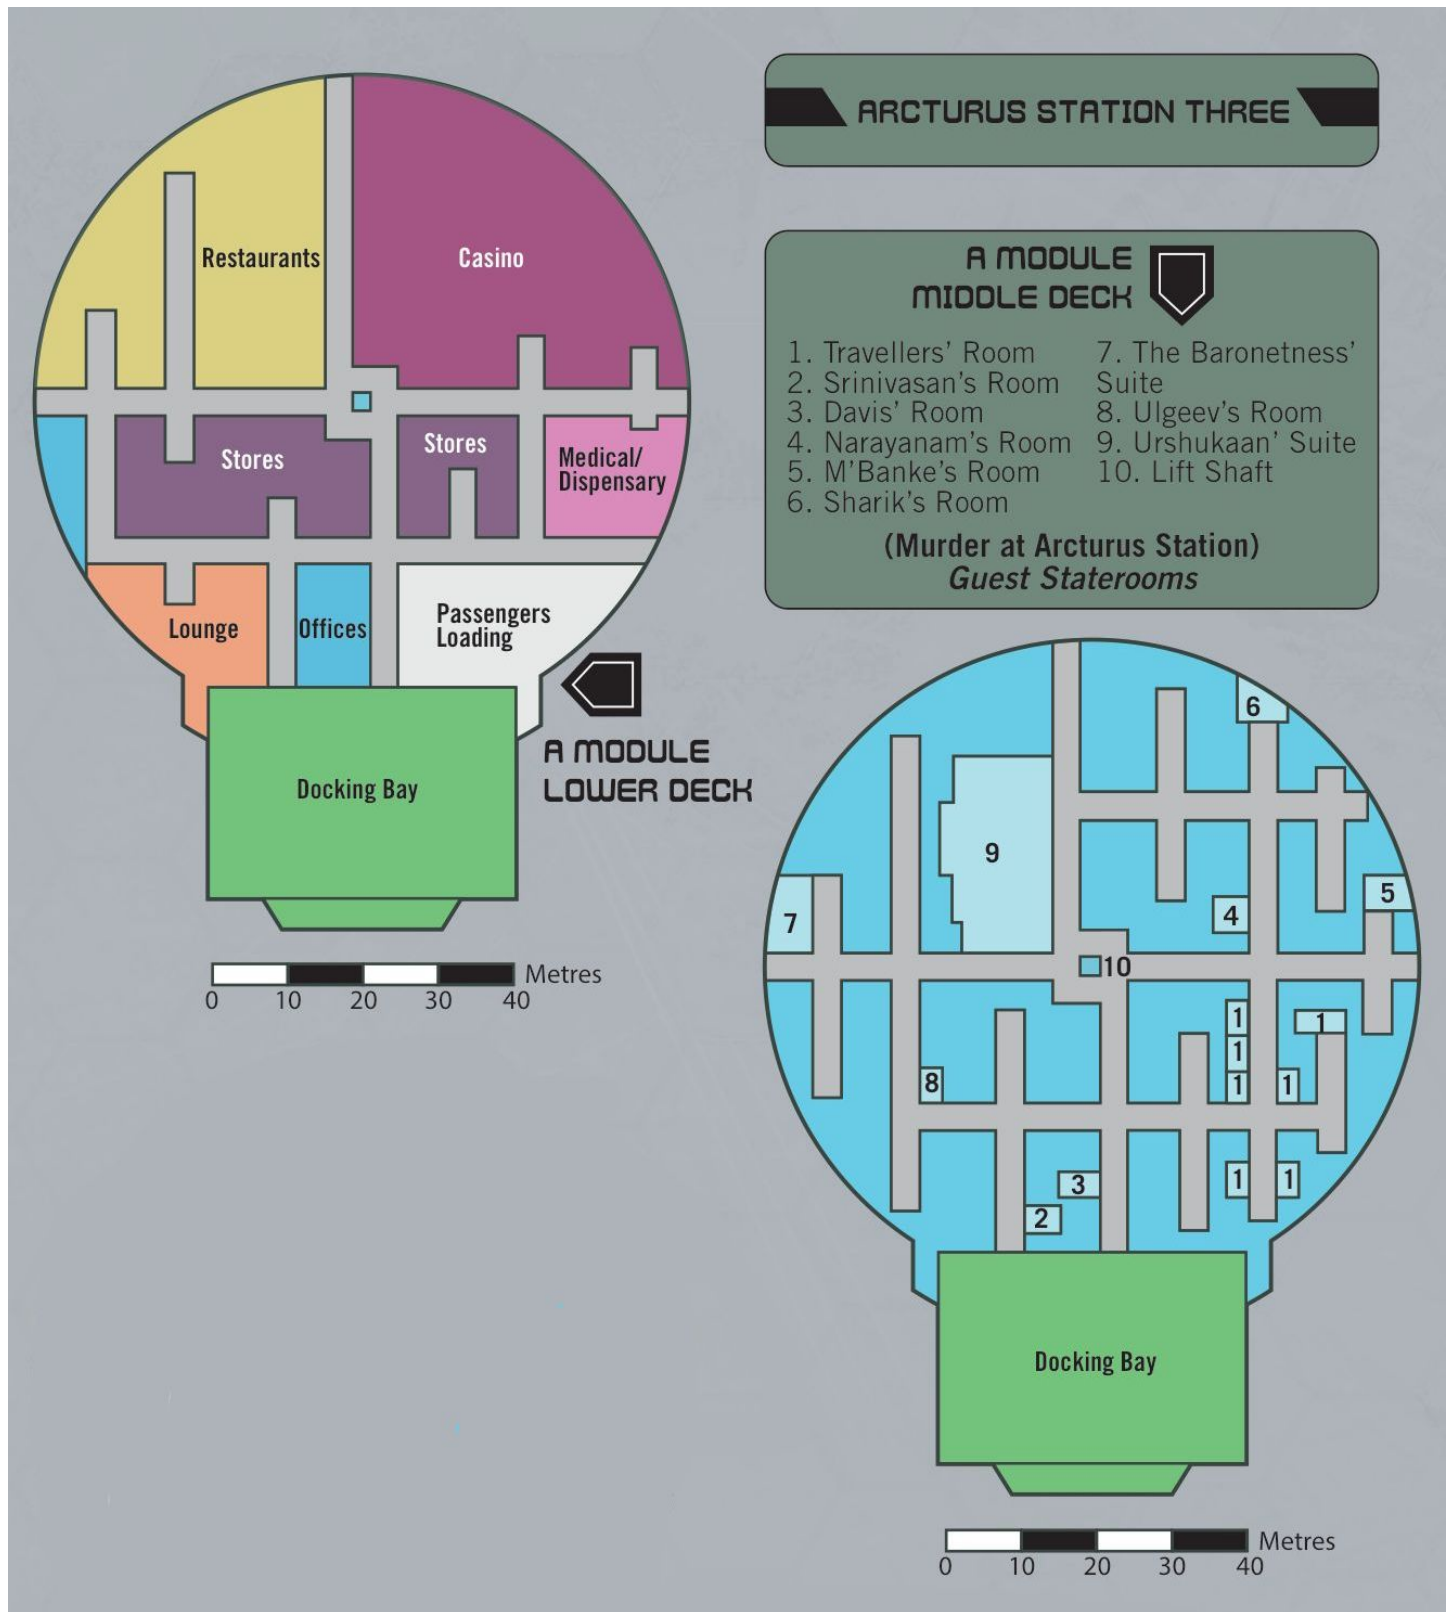 ARCTURUS STATION THREE
A MODULE
MIDDLE DECK
1. Travellers' Room
2. Srinivasan's Room
3. Davis' Room
4. Narayanam's Room
5. M'Banke's Room
6. Sharik's Room
7. The Baronetness'
Suite
8. Ulgeev's Room
9. Urshukaan' Suite
10. Lift Shaft
(Murder at Arcturus Station)
Guest Staterooms
Restaurants
Casino
Stores
Stores
Medical/
Dispensary
Lounge
Offices
Passengers
Loading
Docking Bay
A MODULE
LOWER DECK
Metres
0 10 20 30 40
6
9
5
4
7
10
1
1
1
1
8
1
3
1
1
2
Docking Bay
Metres
0 10 20 30 40